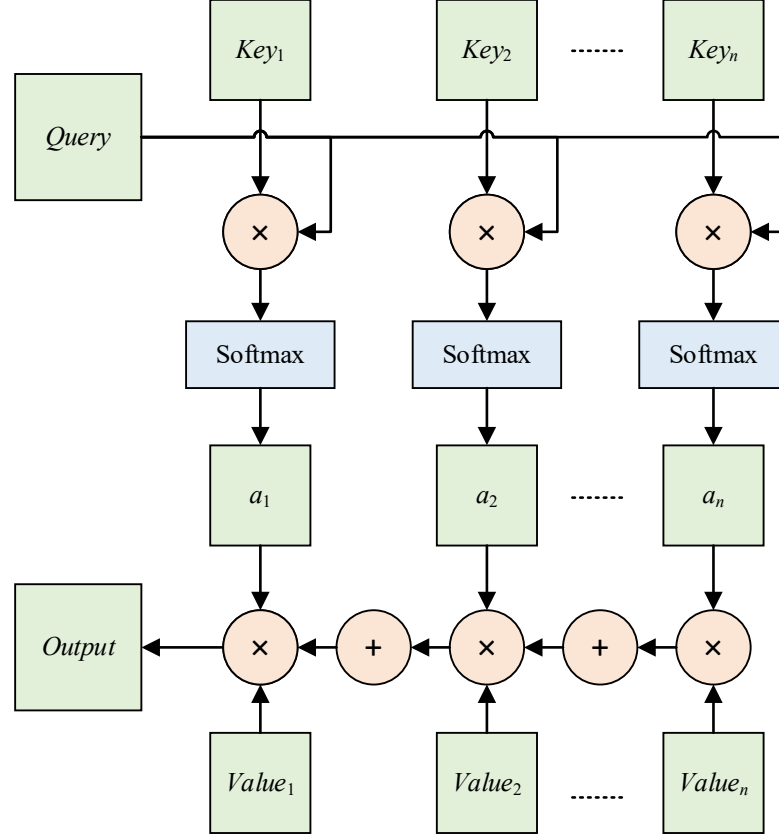 Key₁ Key₂ ........ Keyₙ
Query
× × ×
Softmax Softmax Softmax
a₁ a₂ ........ aₙ
Output × + × + ×
Value₁ Value₂ ........ Valueₙ